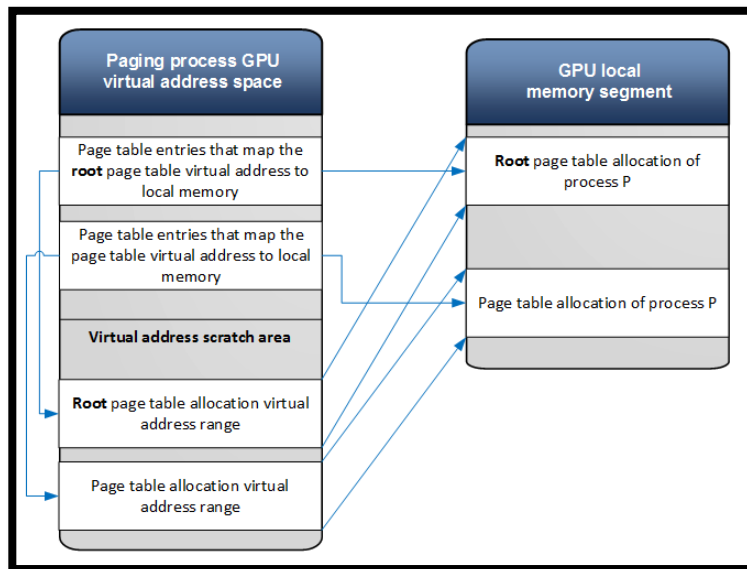 Paging process GPU
virtual address space
Page table entries that map the
root page table virtual address to
local memory
Page table entries that map the
page table virtual address to local
memory
Virtual address scratch area
Root page table allocation virtual
address range
Page table allocation virtual
address range
GPU local
memory segment
Root page table allocation of
process P
Page table allocation of process P